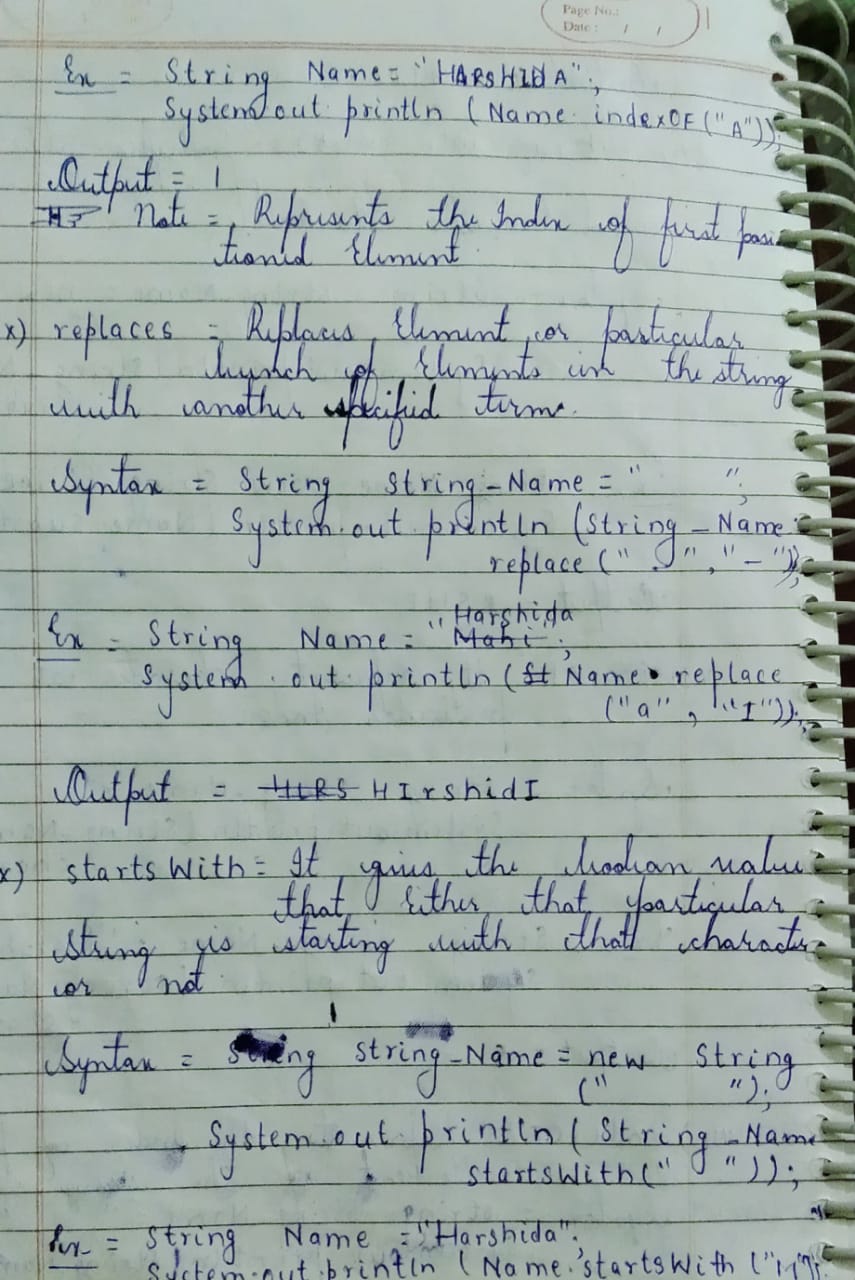 Page No.:
Date : / /
Ex = String Name = "HARSHIDA";
System out println (Name. indexOF("A"));
Output = 1
Note = Reprisents the Index of first posi
tioned Element
x) replaces = Replaces Element or particular
bunch of Elements in the string
with another specified term.
Syntax = String String-Name = " ";
System.out println (String-Name
replace (" ","-"));
Ex = String Name = "Harshida
Mahi ;
System . out. println (St Name. replace
("a", "I"));
Output = HIRS HIrshidI
x) starts With = It gives the boolean value
that Either that particular
string is starting with that character
or not
Syntax = String String-Name = new String
(" ");
System.out println ( String-Name
startsWith(" "));
Ex = String Name = "Harshida";
System.out.println ( Name.startsWith ("